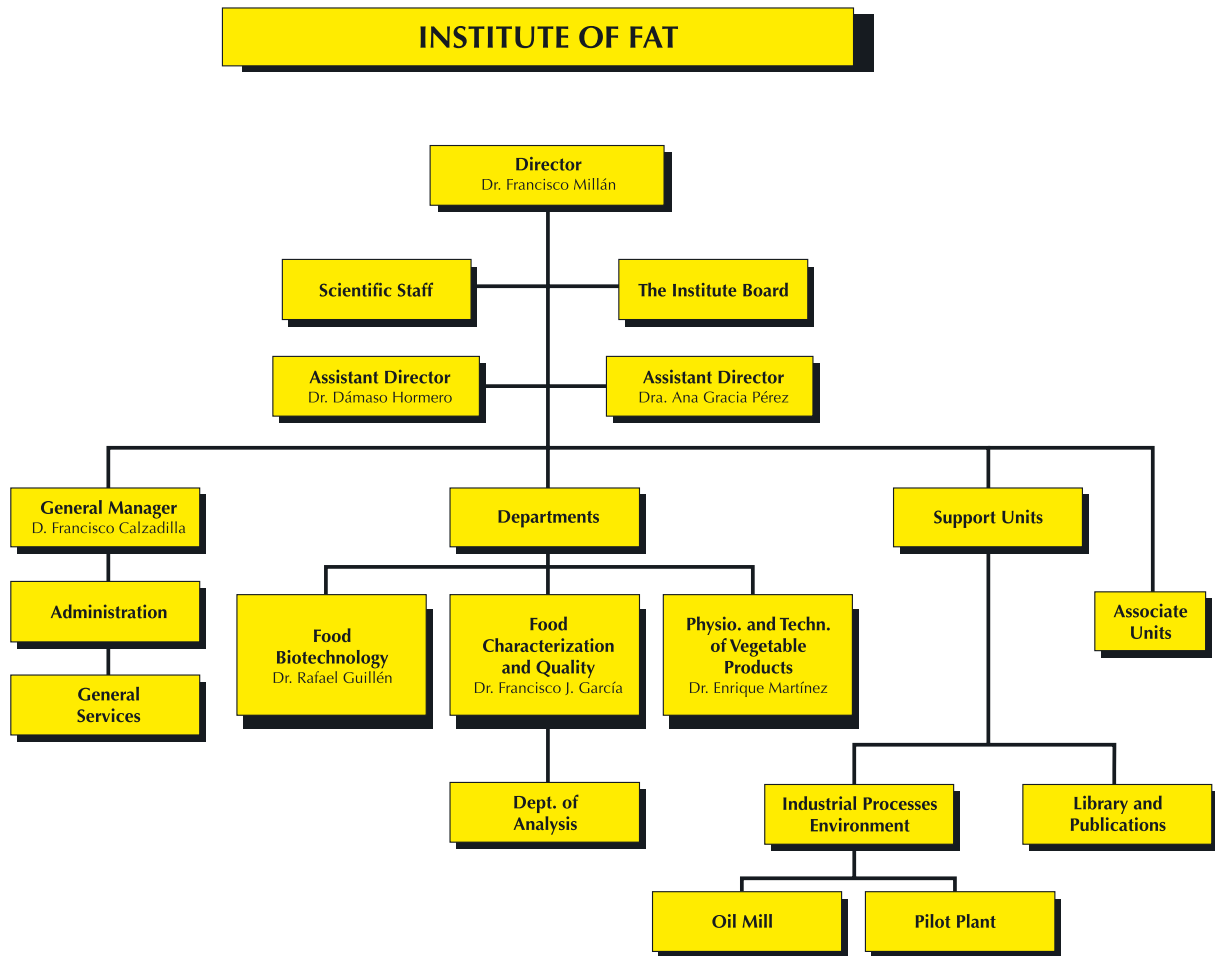 INSTITUTE OF FAT
Director
Dr. Francisco Millán
Scientific Staff
The Institute Board
Assistant Director
Dr. Dámaso Hormero
Assistant Director
Dra. Ana Gracia Pérez
General Manager
D. Francisco Calzadilla
Departments
Support Units
Administration
General
Services
Food
Biotechnology
Dr. Rafael Guillén
Food
Characterization
and Quality
Dr. Francisco J. García
Physio. and Techn.
of Vegetable
Products
Dr. Enrique Martínez
Associate
Units
Dept. of
Analysis
Industrial Processes
Environment
Library and
Publications
Oil Mill
Pilot Plant